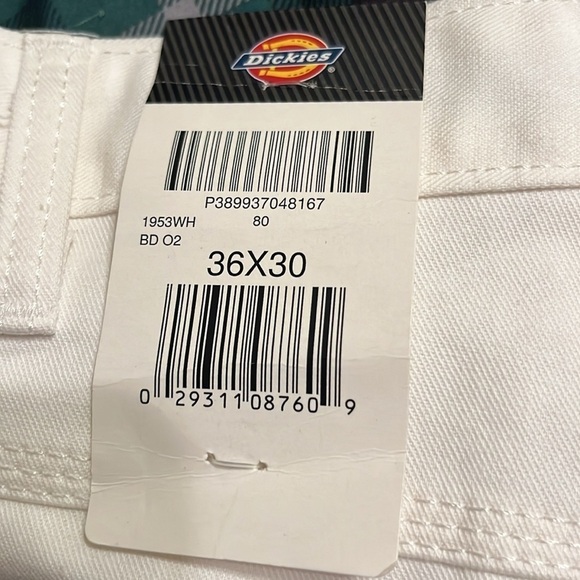 Dickies®
P389937048167
1953WH 80
BD O2
36X30
0 29311 08760 9